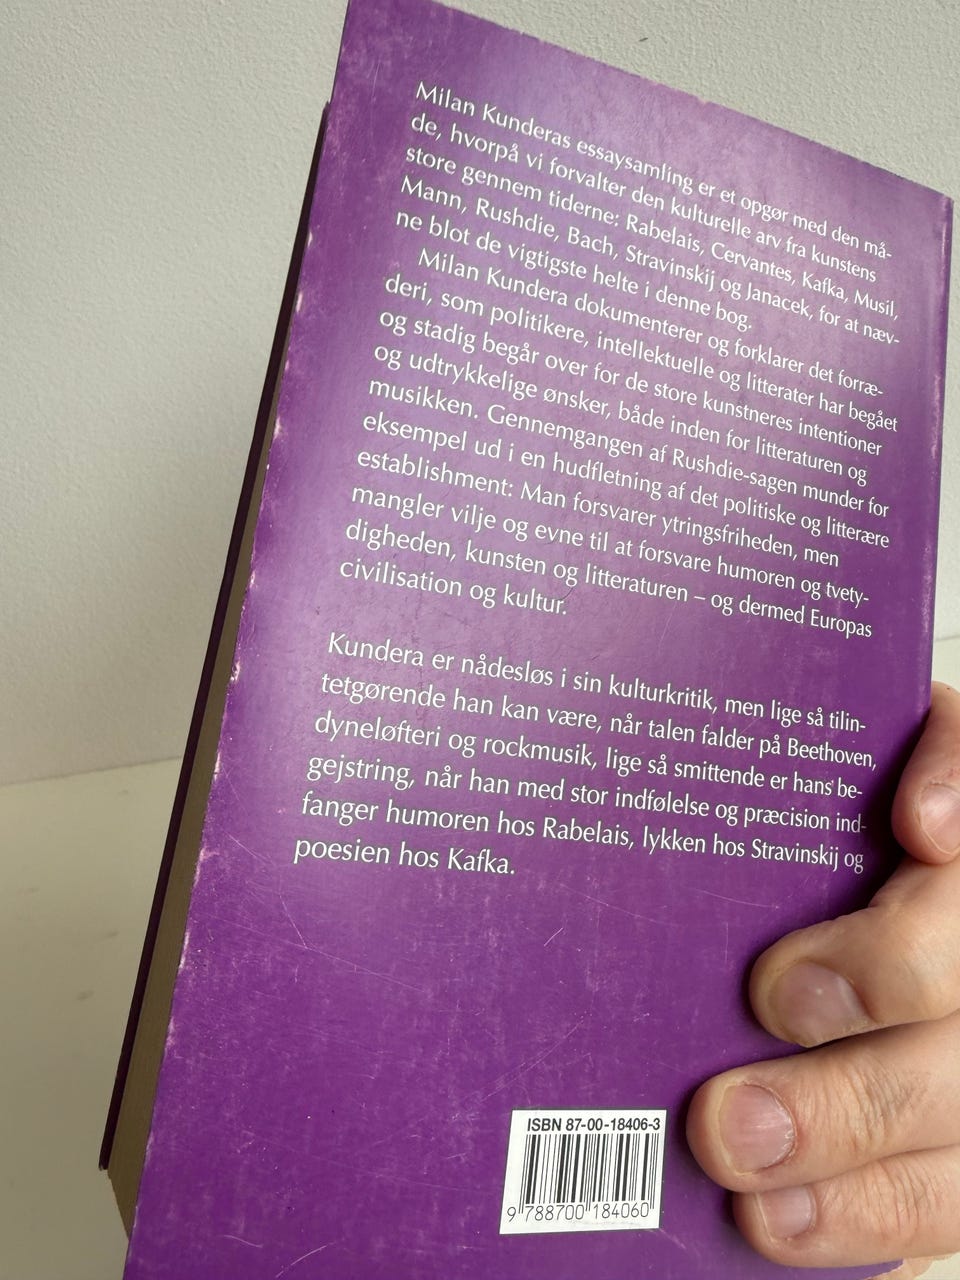 Milan Kunderas essaysamling er et opgør med den må-
de, hvorpå vi forvalter den kulturelle arv fra kunstens
store gennem tiderne: Rabelais, Cervantes, Kafka, Musil,
Mann, Rushdie, Bach, Stravinskij og Janacek, for at næv-
ne blot de vigtigste helte i denne bog.
Milan Kundera dokumenterer og forklarer det forræ-
deri, som politikere, intellektuelle og litterater har begået
og stadig begår over for de store kunstneres intentioner
og udtrykkelige ønsker, både inden for litteraturen og
musikken. Gennemgangen af Rushdie-sagen munder for
eksempel ud i en hudfletning af det politiske og litterære
establishment: Man forsvarer ytringsfriheden, men
mangler vilje og evne til at forsvare humoren og tvety-
digheden, kunsten og litteraturen – og dermed Europas
civilisation og kultur.
Kundera er nådesløs i sin kulturkritik, men lige så tilin-
tetgørende han kan være, når talen falder på Beethoven,
dyneløfteri og rockmusik, lige så smittende er hans be-
gejstring, når han med stor indfølelse og præcision ind-
fanger humoren hos Rabelais, lykken hos Stravinskij og
poesien hos Kafka.
ISBN 87-00-18406-3
9 788700 184060